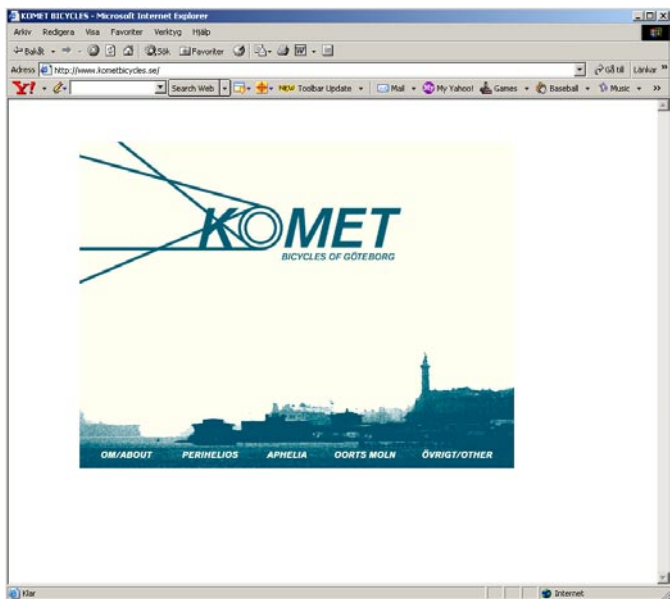 KOMET BICYCLES - Microsoft Internet Explorer
Arkiv Redigera Visa Favoriter Verktyg Hjälp
Bakåt Sök Favoriter
Adress http://www.kometbicycles.se/ Gå till Länkar »
Y! Search Web NEW Toolbar Update Mail My Yahoo! Games Baseball Music »
KOMET
BICYCLES OF GÖTEBORG
OM/ABOUT PERIHELIOS APHELIA OORTS MOLN ÖVRIGT/OTHER
Klar Internet